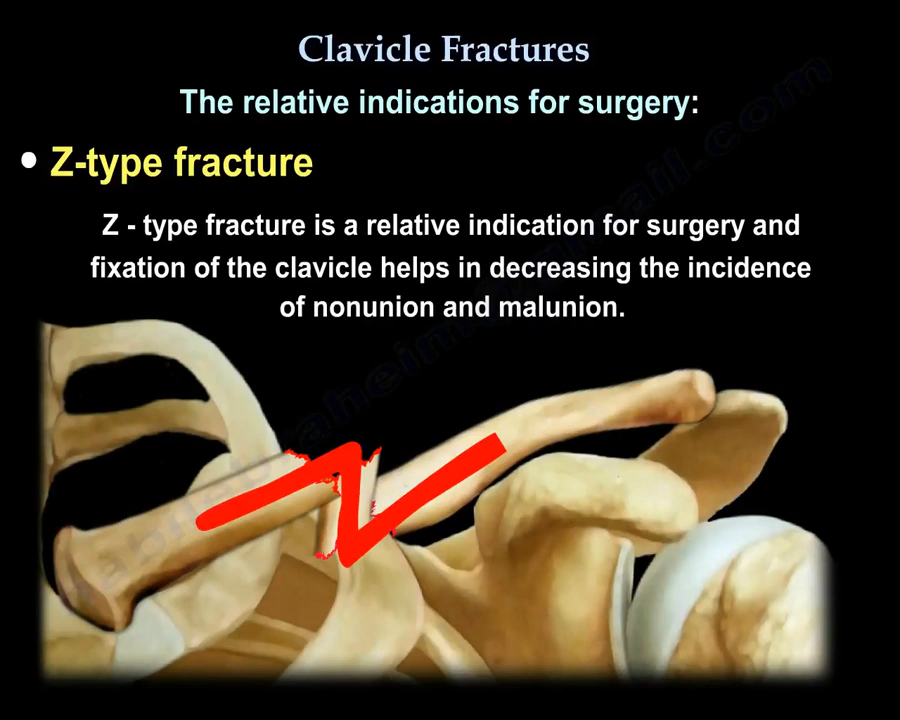 Clavicle Fractures
The relative indications for surgery:
• Z-type fracture
Z - type fracture is a relative indication for surgery and
fixation of the clavicle helps in decreasing the incidence
of nonunion and malunion.